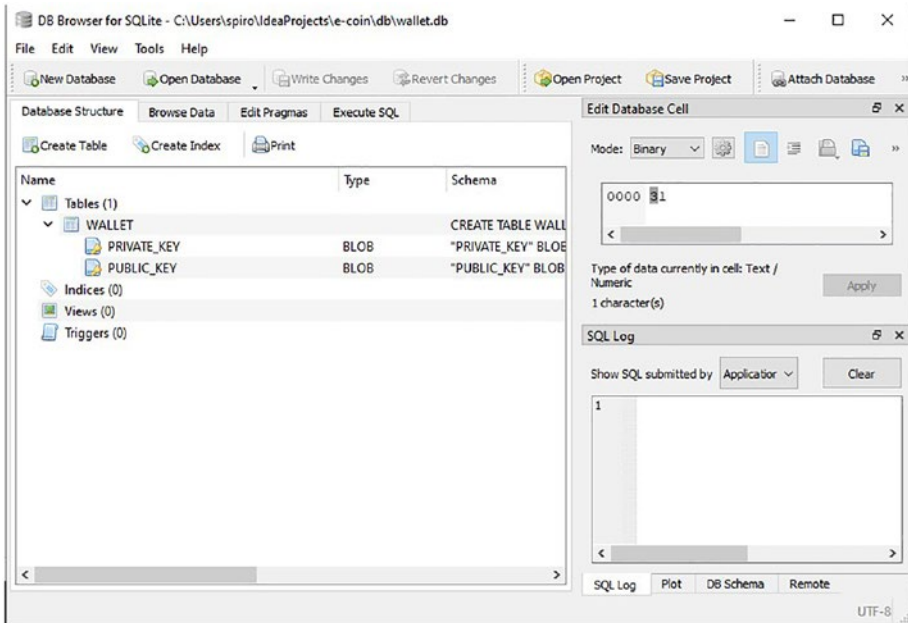 DB Browser for SQLite - C:\Users\spiro\IdeaProjects\e-coin\db\wallet.db
File Edit View Tools Help
New Database Open Database Write Changes Revert Changes Open Project Save Project Attach Database
Database Structure Browse Data Edit Pragmas Execute SQL
Create Table Create Index Print
Name Type Schema
Tables (1)
WALLET CREATE TABLE WALL
PRIVATE_KEY BLOB "PRIVATE_KEY" BLOB
PUBLIC_KEY BLOB "PUBLIC_KEY" BLOB
Indices (0)
Views (0)
Triggers (0)
Edit Database Cell
Mode: Binary
0000 31
Type of data currently in cell: Text /
Numeric
1 character(s)
Apply
SQL Log
Show SQL submitted by Application
Clear
1
SQL Log Plot DB Schema Remote
UTF-8